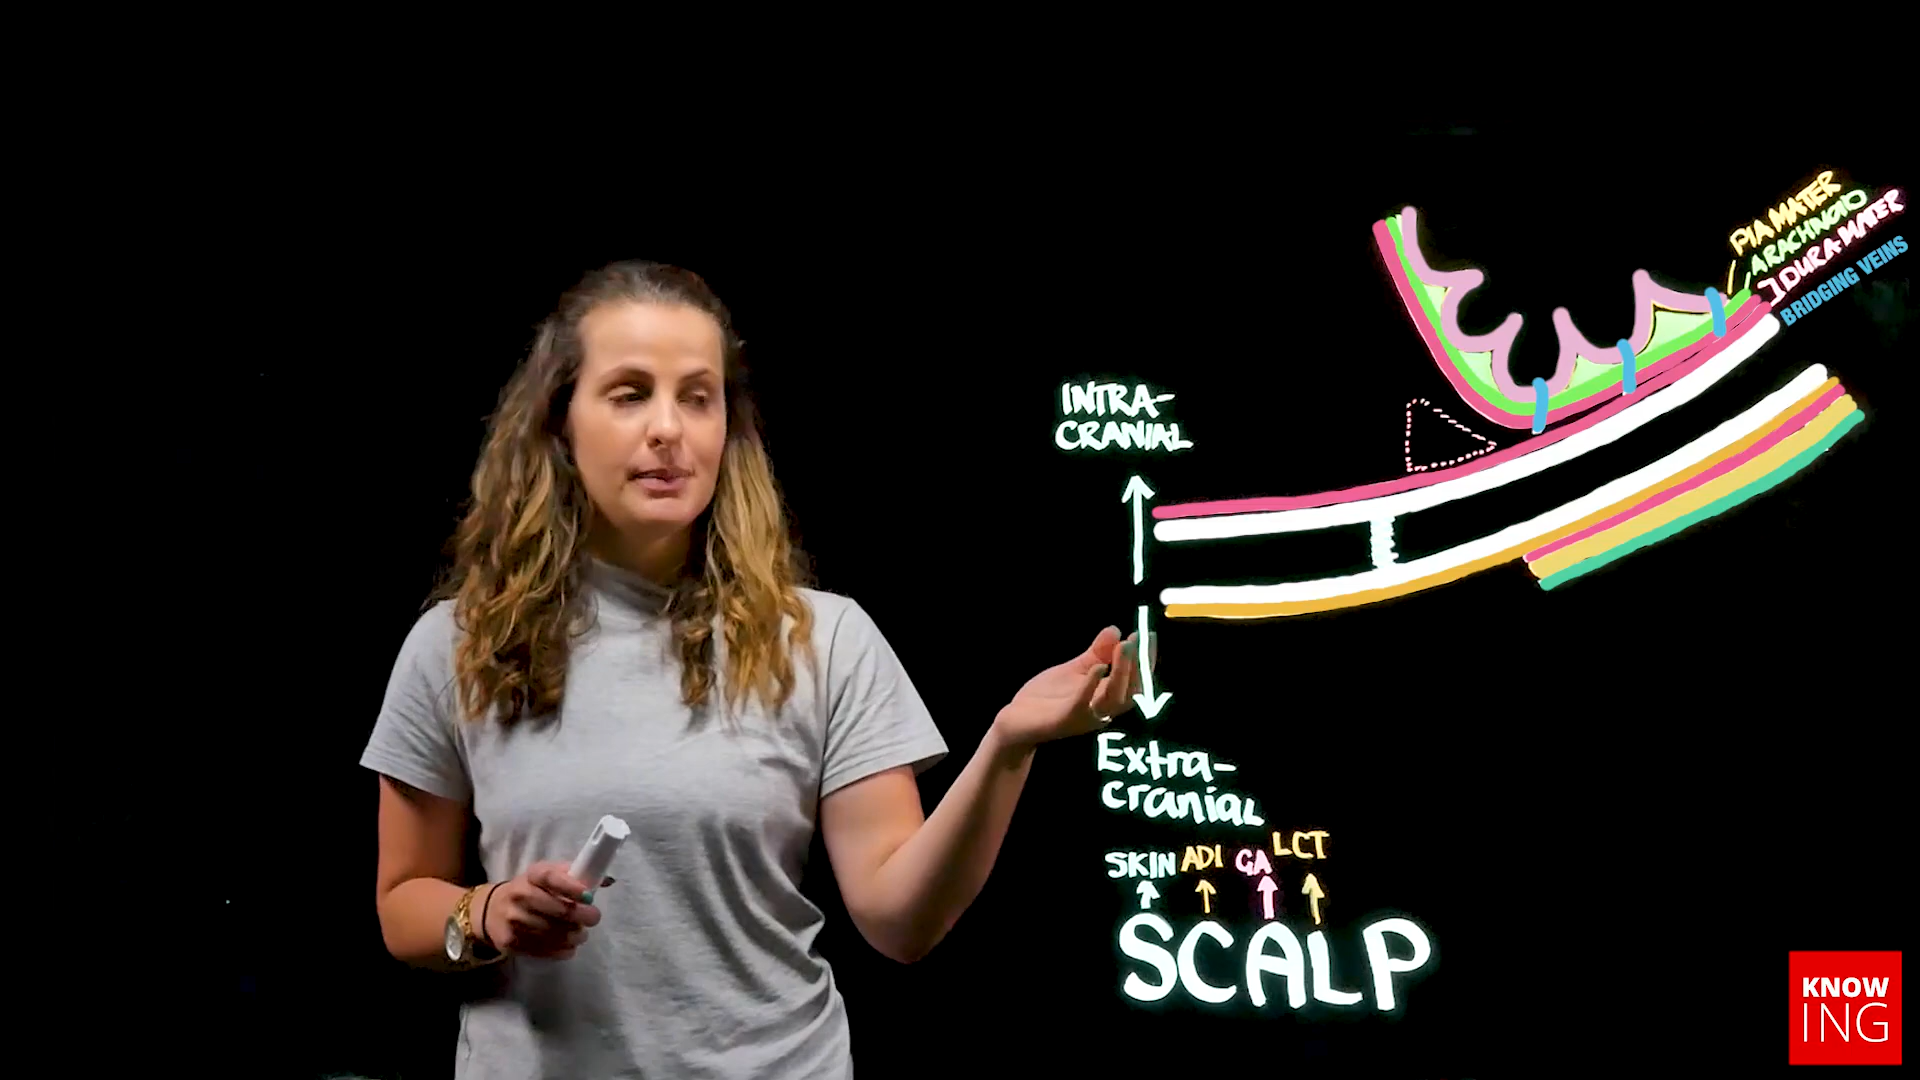 PIA MATER
ARACHNOID
DURA MATER
BRIDGING VEINS
INTRA-
CRANIAL
Extra-
cranial
SKIN ADI GA LCT
SCALP
KNOW
ING